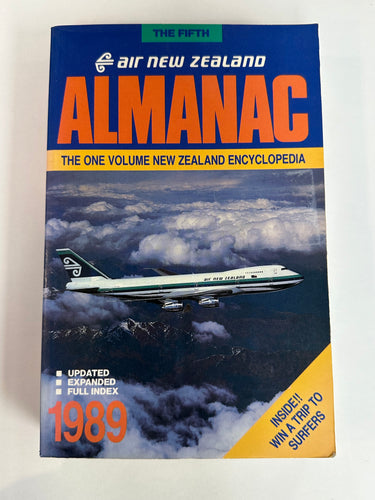 THE FIFTH
air new zealand
ALMANAC
THE ONE VOLUME NEW ZEALAND ENCYCLOPEDIA
air new zealand
UPDATED
EXPANDED
FULL INDEX
1989
INSIDE!!
WIN A TRIP TO
SURFERS